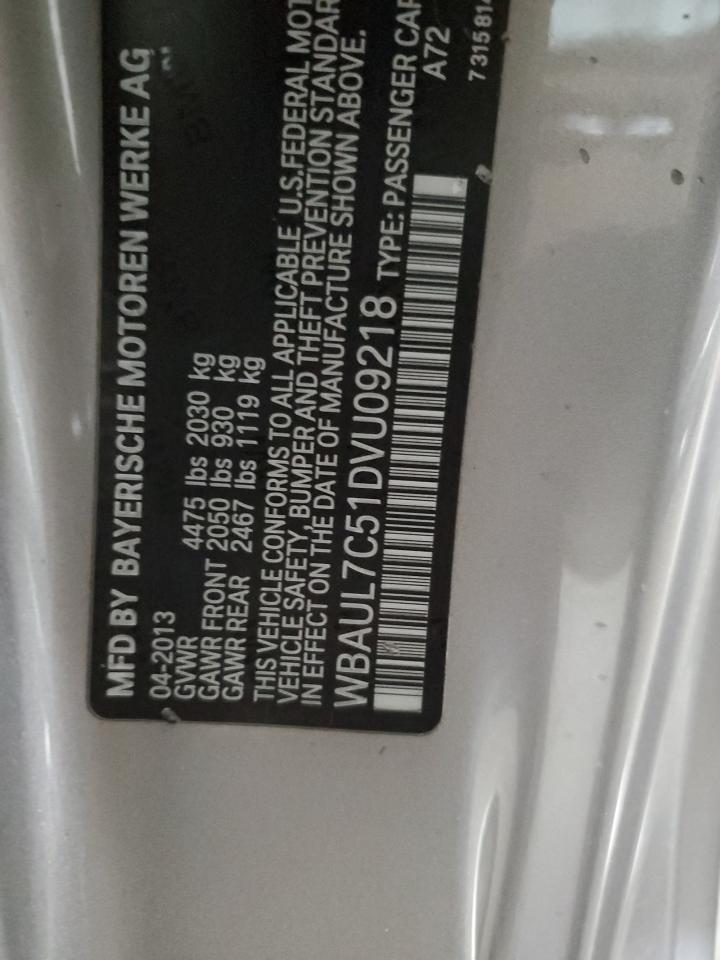 MFD BY BAYERISCHE MOTOREN WERKE AG
04-2013
GVWR 4475 lbs 2030 kg
GAWR FRONT 2050 lbs 930 kg
GAWR REAR 2467 lbs 1119 kg
THIS VEHICLE CONFORMS TO ALL APPLICABLE U.S.FEDERAL MOT
VEHICLE SAFETY, BUMPER AND THEFT PREVENTION STANDAR
IN EFFECT ON THE DATE OF MANUFACTURE SHOWN ABOVE.
WBAUL7C51DVU09218 TYPE: PASSENGER CAR
A72
7315814